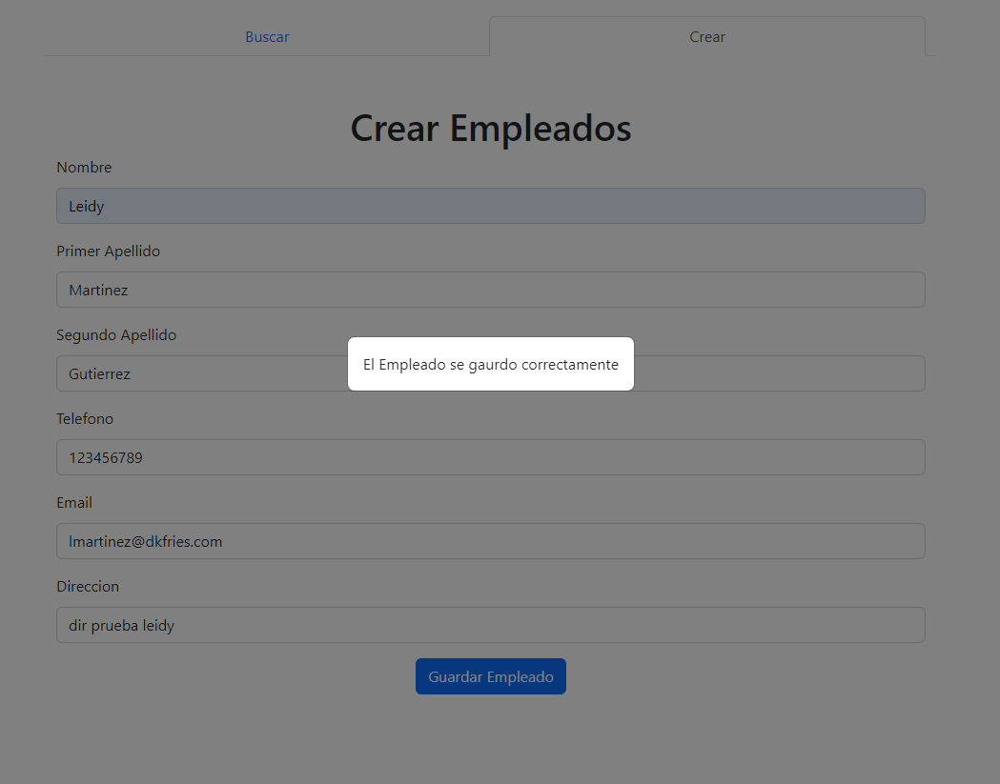 Buscar
Crear
Crear Empleados
Nombre
Leidy
Primer Apellido
Martinez
Segundo Apellido
Gutierrez
El Empleado se gaurdo correctamente
Telefono
123456789
Email
lmartinez@dkfries.com
Direccion
dir prueba leidy
Guardar Empleado